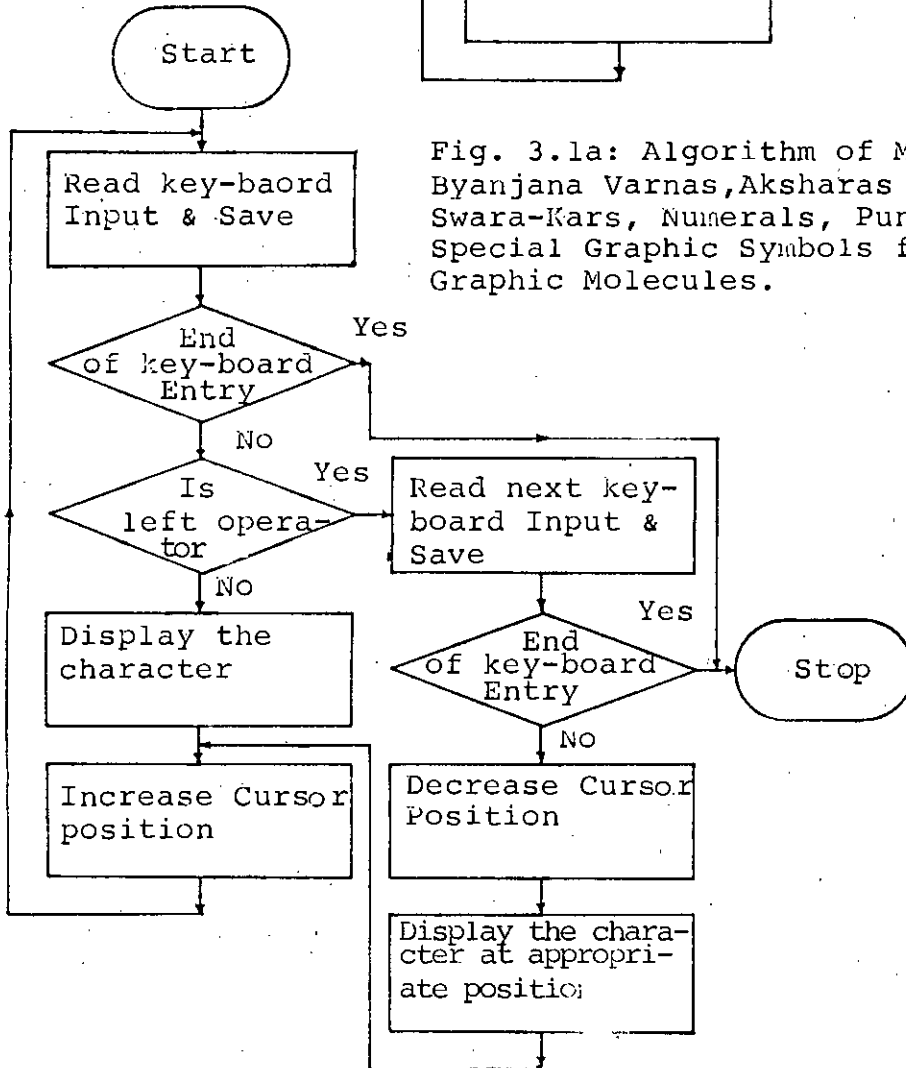 Start
Fig. 3.1a: Algorithm of M
Byanjana Varnas,Aksharas
Swara-Kars, Numerals, Pun
Special Graphic Symbols f
Graphic Molecules.
Read key-baord
Input & Save
End
of key-board
Entry
Yes
No
Is
left opera-
tor
Yes
No
Read next key-
board Input &
Save
Display the
character
End
of key-board
Entry
Yes
No
Stop
Increase Cursor
position
Decrease Cursor
Position
Display the chara-
cter at appropri-
ate position